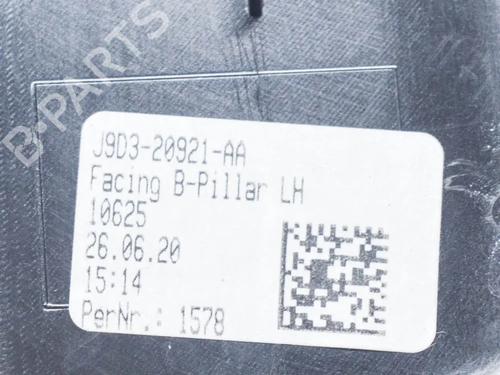 B-PARTS
J9D3-20921-AA
Facing B-Pillar LH
10625
26.06.20
15:14
PerNr.: 1578